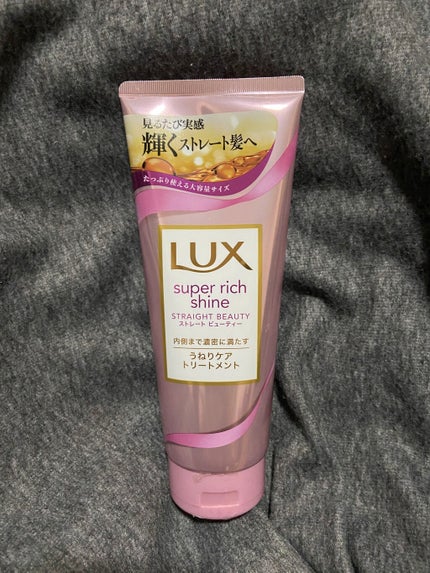 見るたび実感
輝くストレート髪へ
たっぷり使える大容量サイズ
LUX
super rich
shine
STRAIGHT BEAUTY
ストレート ビューティー
内側まで濃密に満たす
うねりケア
トリートメント